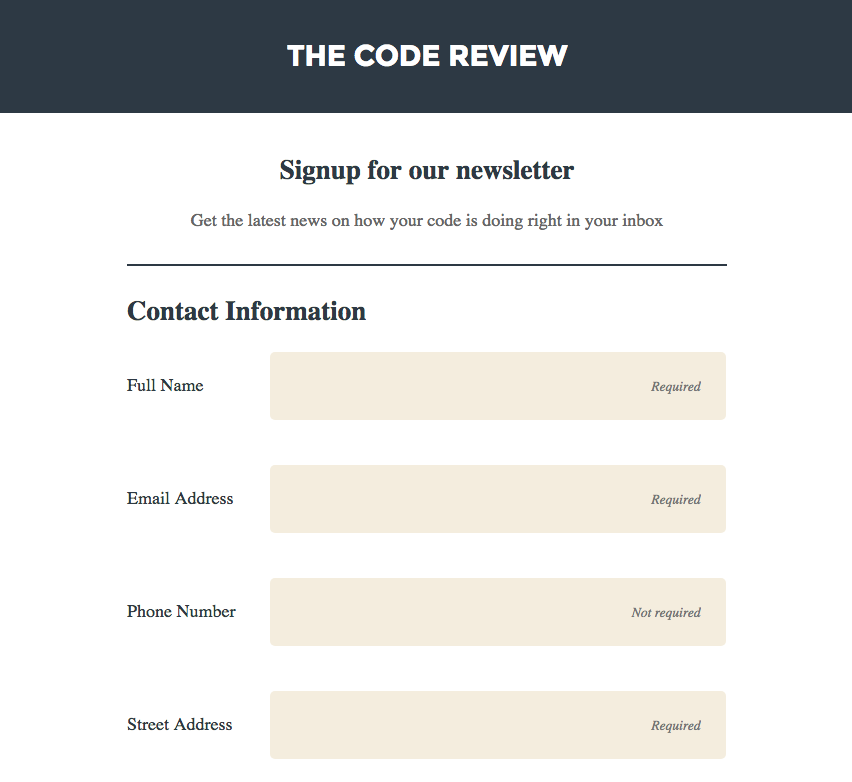 THE CODE REVIEW
Signup for our newsletter
Get the latest news on how your code is doing right in your inbox
Contact Information
Full Name
Required
Email Address
Required
Phone Number
Not required
Street Address
Required